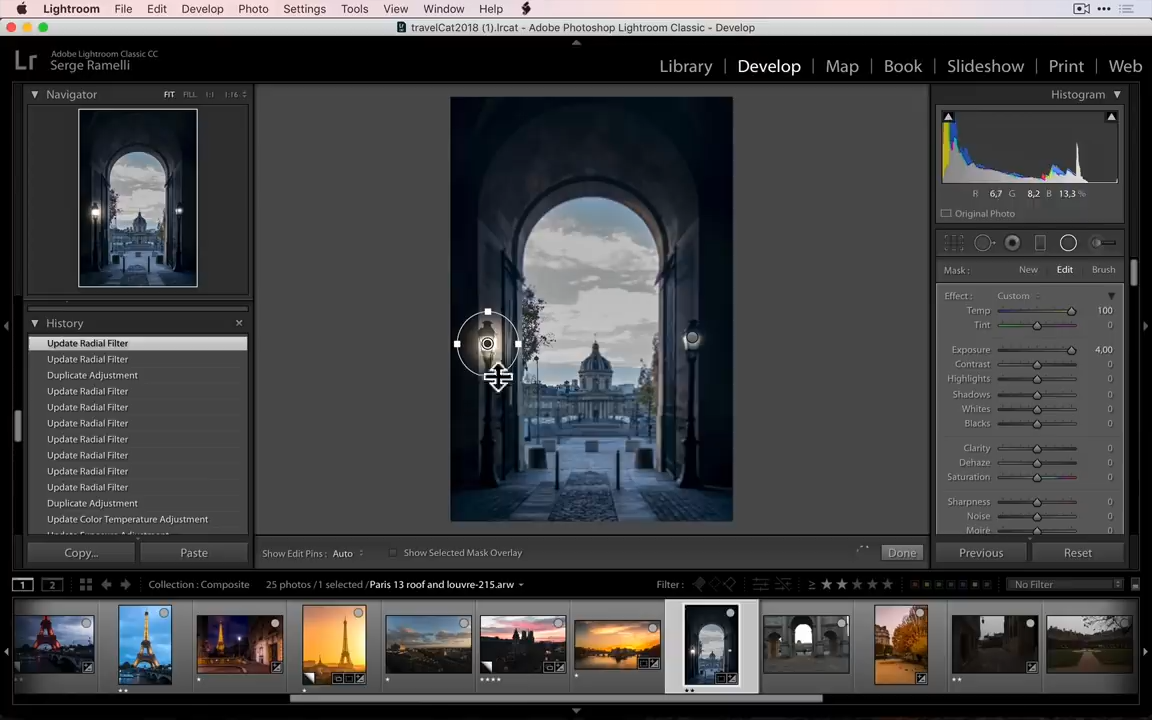 Lightroom File Edit Develop Photo Settings Tools View Window Help
travelCat2018 (1).lrcat - Adobe Photoshop Lightroom Classic - Develop
Lr Adobe Lightroom Classic CC
Serge Ramelli
Library | Develop | Map | Book | Slideshow | Print | Web
Navigator FIT FILL 1:1 1:16
Histogram
R 6,7 G 8,2 B 13,3 %
Original Photo
Mask : New Edit Brush
Effect : Custom
Temp 100
Tint
Exposure 4,00
Contrast 0
Highlights 0
Shadows 0
Whites 0
Blacks 0
Clarity 0
Dehaze 0
Saturation 0
Sharpness 0
Noise 0
Moiré
History
Update Radial Filter
Update Radial Filter
Duplicate Adjustment
Update Radial Filter
Update Radial Filter
Update Radial Filter
Update Radial Filter
Update Radial Filter
Update Radial Filter
Update Radial Filter
Duplicate Adjustment
Update Color Temperature Adjustment
Copy... Paste
Show Edit Pins : Auto Show Selected Mask Overlay Done
Previous Reset
1 2 Collection : Composite 25 photos/1 selected/Paris 13 roof and louvre-215.arw Filter : No Filter